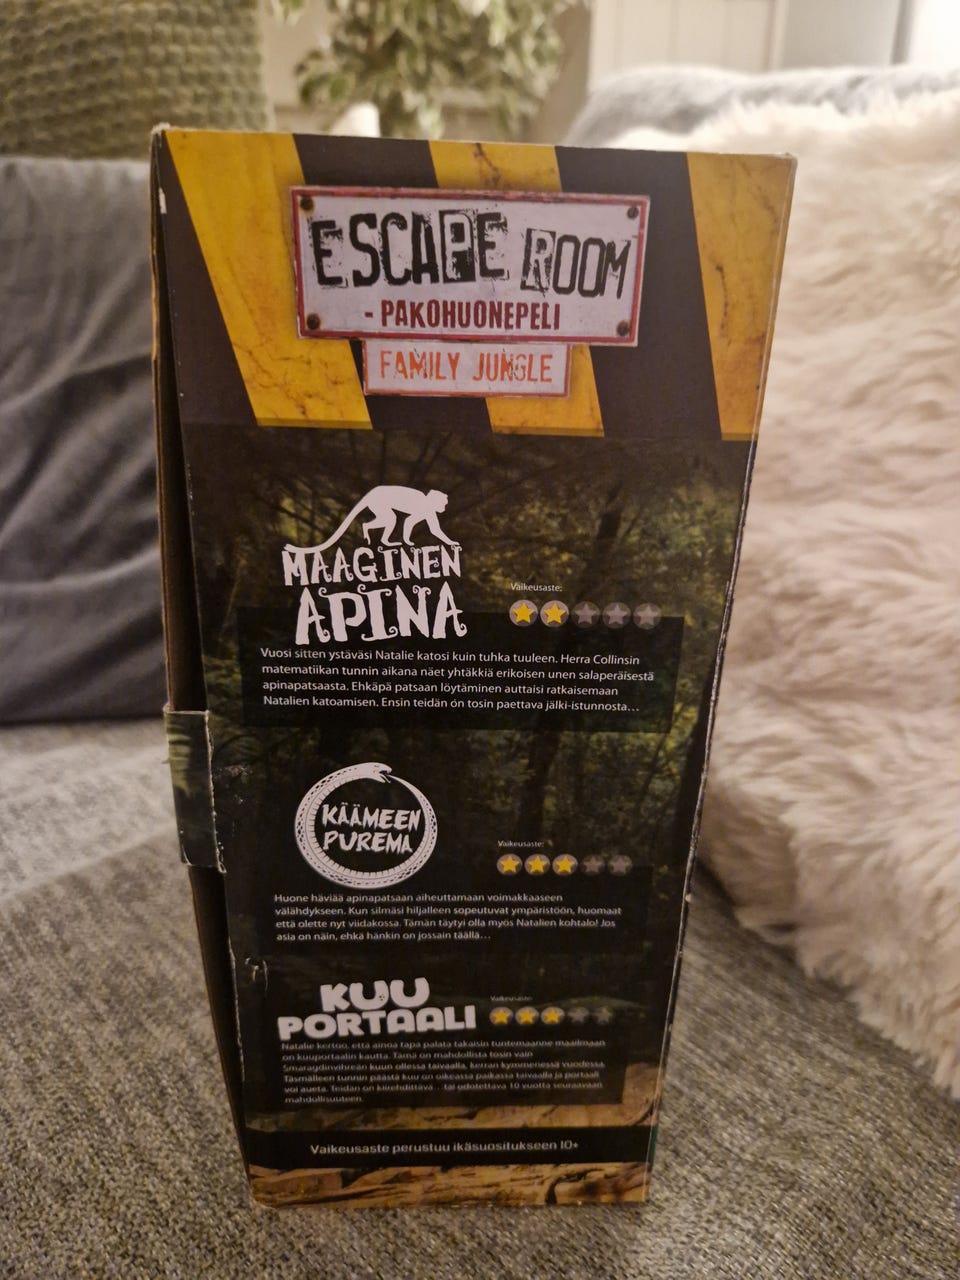 ESCAPE ROOM
- PAKOHUONEPELI
FAMILY JUNGLE
MAAGINEN
APINA
Vaikeusaste:
Vuosi sitten ystäväsi Natalie katosi kuin tuhka tuuleen. Herra Collinsin
matematiikan tunnin aikana näet yhtäkkiä erikoisen unen salaperäisestä
apinapatsaasta. Ehkäpä patsaan löytäminen auttaisi ratkaisemaan
Natalien katoamisen. Ensin teidän on tosin paettava jälki-istunnosta...
KÄÄMEEN
PUREMA
Vaikeusaste:
Huone häviää apinapatsaan aiheuttamaan voimakkaaseen
välähdykseen. Kun silmäsi hiljalleen sopeutuvat ympäristöön, huomaat
että olette nyt viidakossa. Tämän täytyi olla myös Natalien kohtalo! Jos
asia on näin, ehkä hänkin on jossain täällä...
KUU
PORTAALI
Vaikeusaste:
Natalie kertoo, että ainoa tapa palata takaisin tuntemaanne maailmaan
on kuuportaalin kautta. Tämä on mahdollista tosin vain
Smaragdinvihreän kuun ollessa taivaalla, kerran kymmenessä vuodessa.
Täsmälleen tunnin päästä kuu on oikeassa paikassa taivaalla ja portaali
voi aueta. Teidän on kiirehdittävä... tai odotettava 10 vuotta seuraavaan
mahdollisuuteen.
Vaikeusaste perustuu ikäsuositukseen 10+